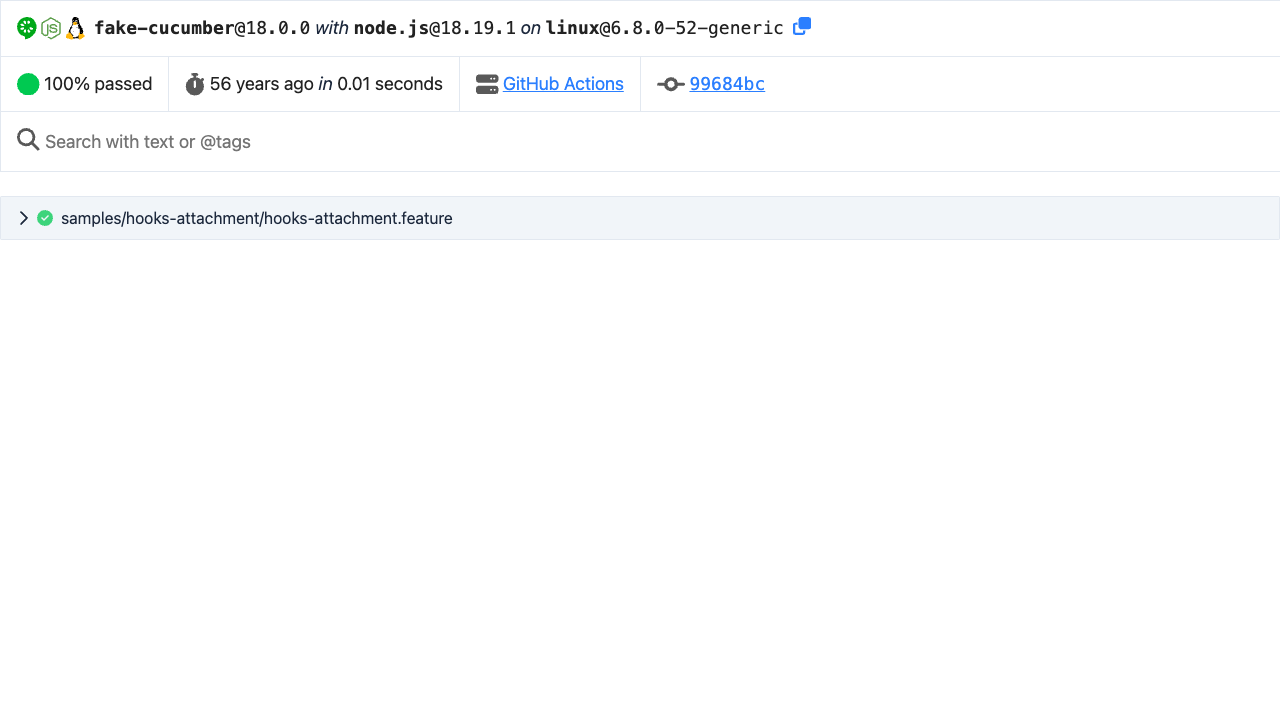 fake-cucumber@18.0.0 with node.js@18.19.1 on linux@6.8.0-52-generic
100% passed
56 years ago in 0.01 seconds
GitHub Actions
99684bc
Search with text or @tags
samples/hooks-attachment/hooks-attachment.feature